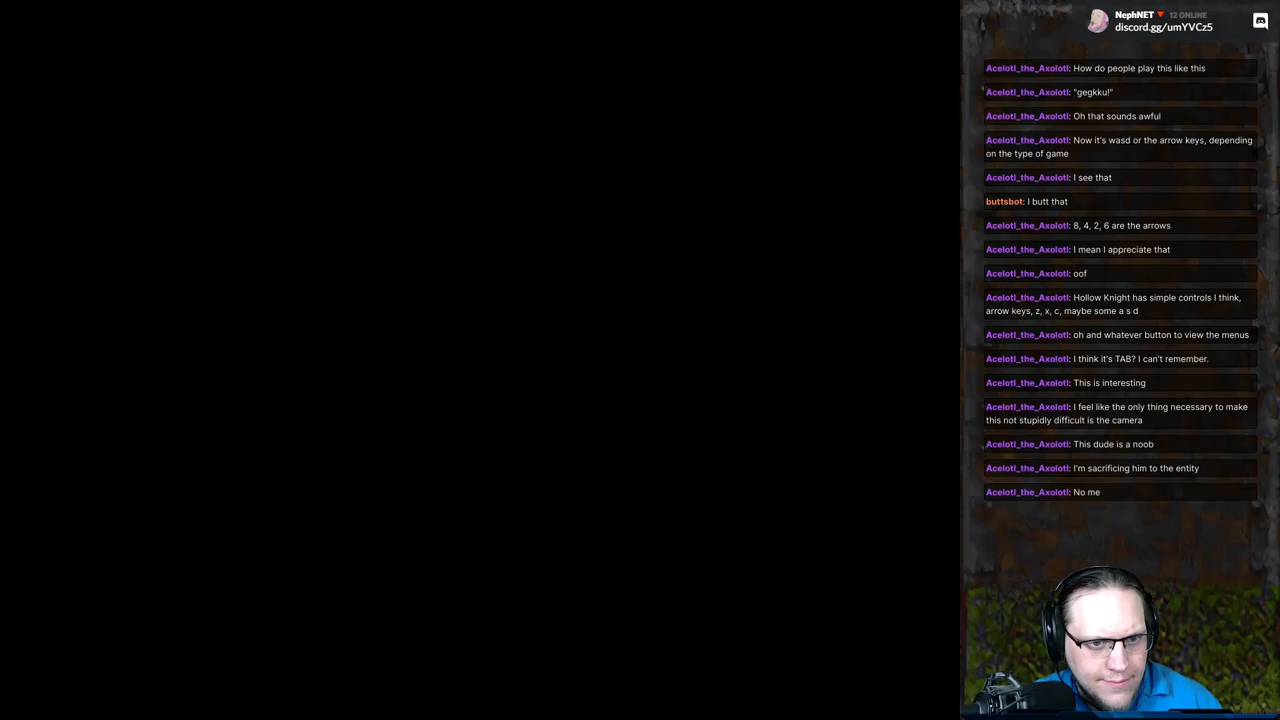 NephNET 12 ONLINE
discord.gg/umYVCz5
Acelotl_the_Axolotl: How do people play this like this
Acelotl_the_Axolotl: "gegkku!"
Acelotl_the_Axolotl: Oh that sounds awful
Acelotl_the_Axolotl: Now it's wasd or the arrow keys, depending
on the type of game
Acelotl_the_Axolotl: I see that
buttsbot: I butt that
Acelotl_the_Axolotl: 8, 4, 2, 6 are the arrows
Acelotl_the_Axolotl: I mean I appreciate that
Acelotl_the_Axolotl: oof
Acelotl_the_Axolotl: Hollow Knight has simple controls I think,
arrow keys, z, x, c, maybe some a s d
Acelotl_the_Axolotl: oh and whatever button to view the menus
Acelotl_the_Axolotl: I think it's TAB? I can't remember.
Acelotl_the_Axolotl: This is interesting
Acelotl_the_Axolotl: I feel like the only thing necessary to make
this not stupidly difficult is the camera
Acelotl_the_Axolotl: This dude is a noob
Acelotl_the_Axolotl: I'm sacrificing him to the entity
Acelotl_the_Axolotl: No me